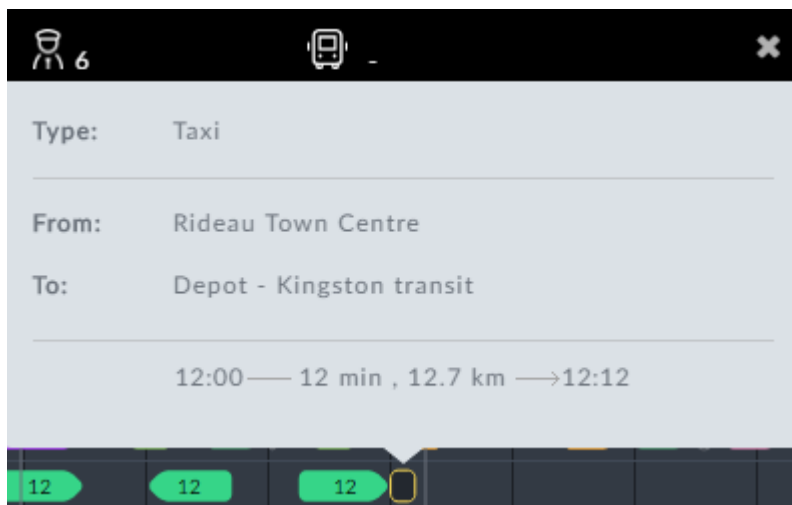 6 -
Type: Taxi
From: Rideau Town Centre
To: Depot - Kingston transit
12:00 — 12 min , 12.7 km → 12:12
12 12 12